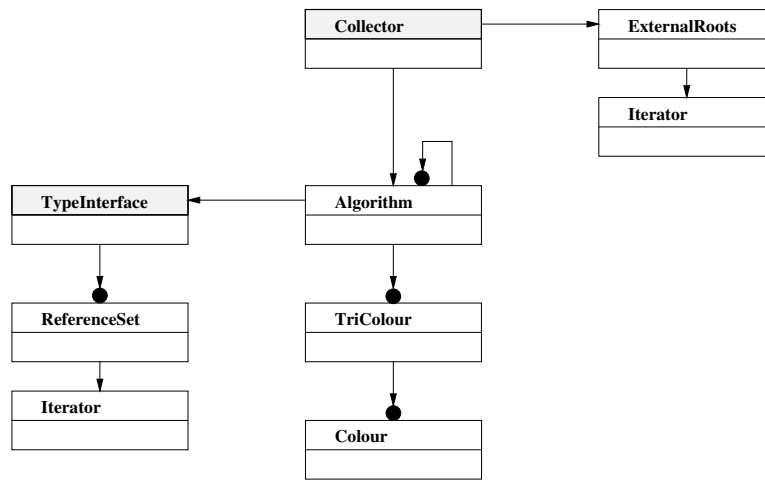 Collector
ExternalRoots
Iterator
TypeInterface
Algorithm
ReferenceSet
TriColour
Iterator
Colour